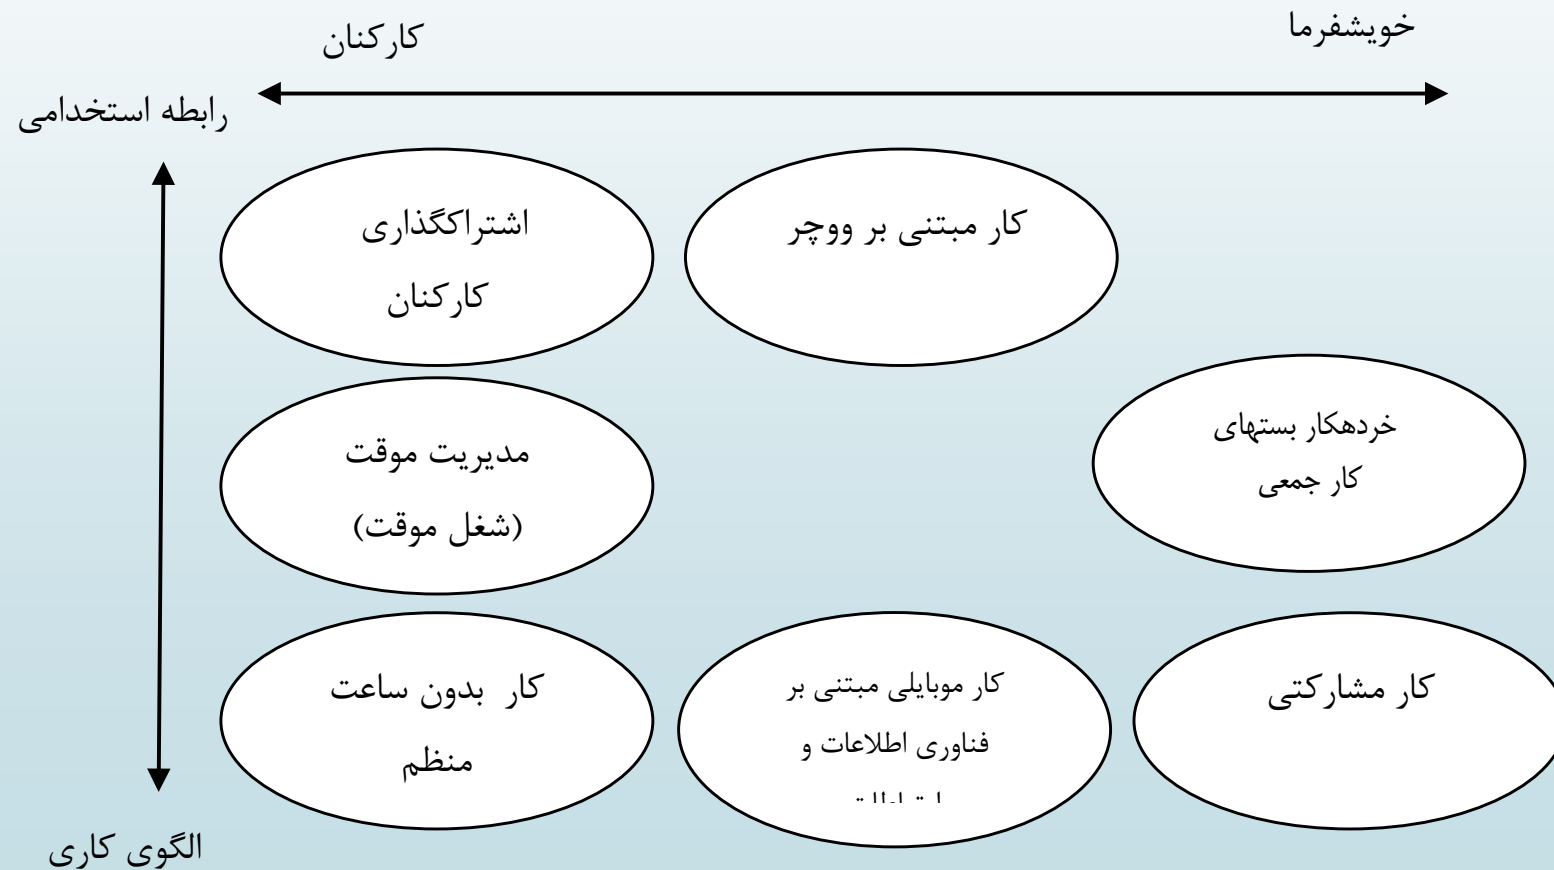 خویشفرما
کارکنان
رابطه استخدامی
کار مبتنی بر ووچر
اشتراکگذاری
کارکنان
خردهکار بستهای
کار جمعی
مدیریت موقت
(شغل موقت)
کار مشارکتی
کار موبایلی مبتنی بر
فناوری اطلاعات و
کار بدون ساعت
منظم
الگوی کاری